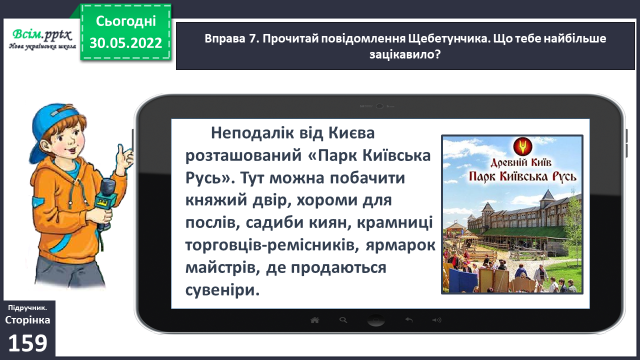 Всім.pptx
Нова українська школа
Сьогодні
30.05.2022
Вправа 7. Прочитай повідомлення Щебетунчика. Що тебе найбільше
зацікавило?
Неподалік від Києва
розташований «Парк Київська
Русь». Тут можна побачити
княжий двір, хороми для
послів, садиби киян, крамниці
торговців-ремісників, ярмарок
майстрів, де продаються
сувеніри.
Древній Київ
Парк Київська Русь
Підручник.
Сторінка
159